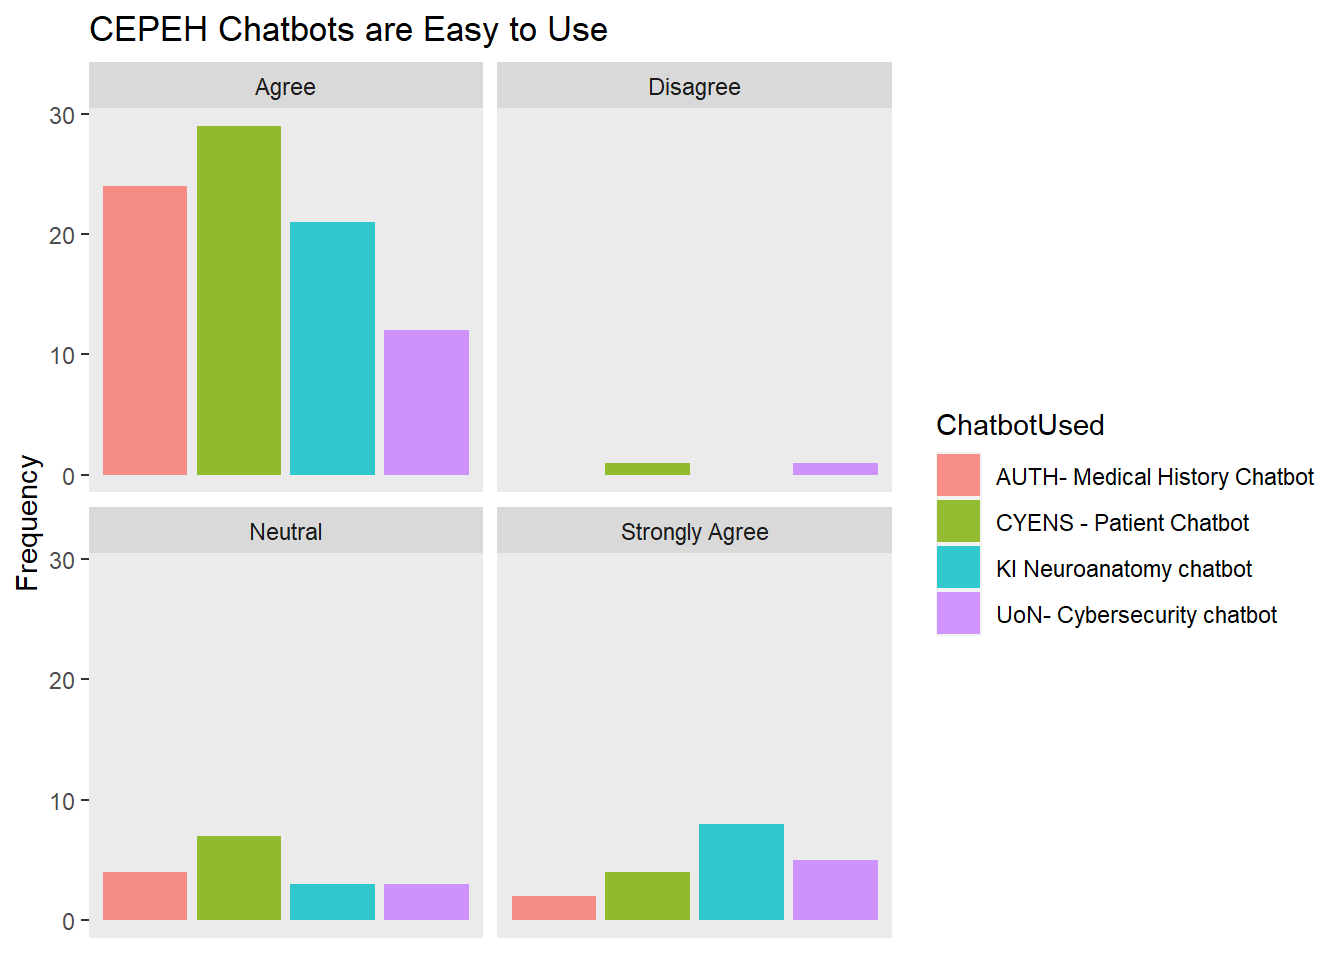 CEPEH Chatbots are Easy to Use
Agree
Disagree
30
20
10
0
Neutral
Strongly Agree
30
20
10
0
Frequency
ChatbotUsed
AUTH- Medical History Chatbot
CYENS - Patient Chatbot
KI Neuroanatomy chatbot
UoN- Cybersecurity chatbot